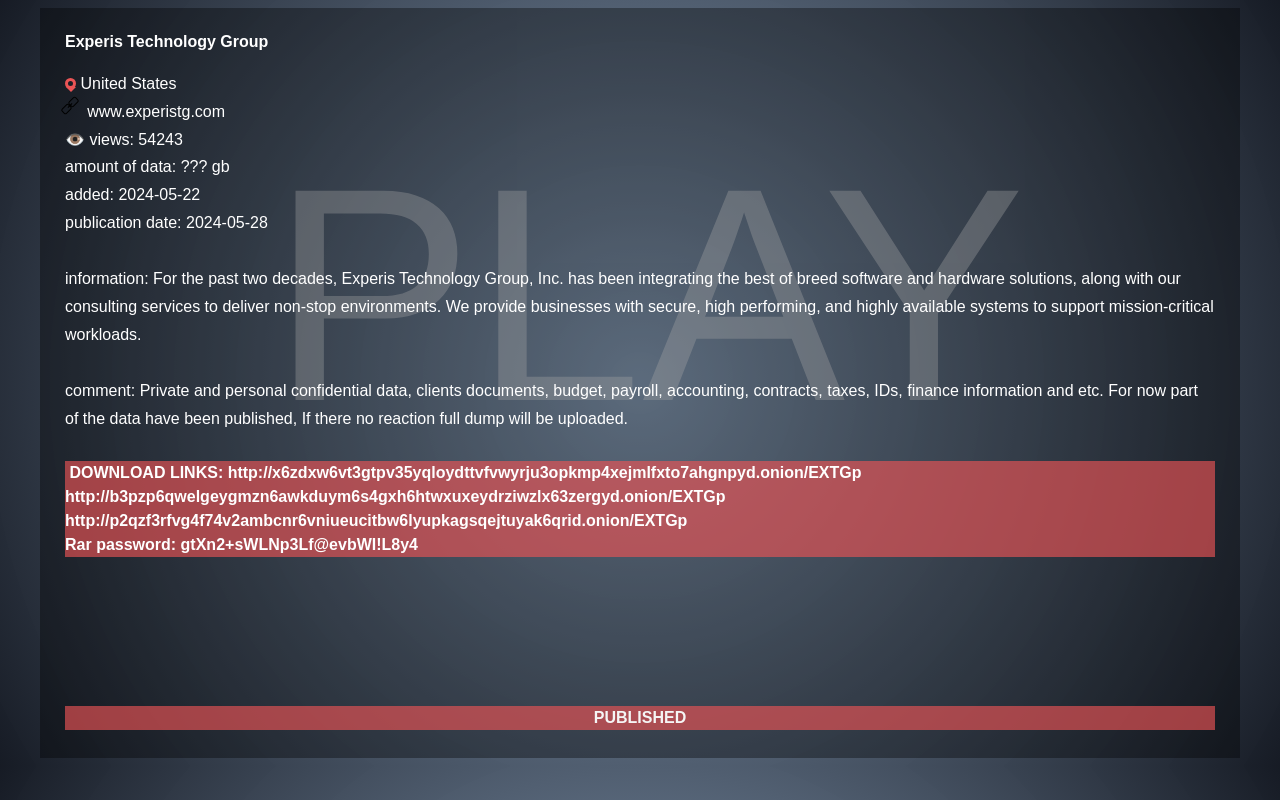 Experis Technology Group
United States
www.experistg.com
views: 54243
amount of data: ??? gb
added: 2024-05-22
publication date: 2024-05-28
PLAY
information: For the past two decades, Experis Technology Group, Inc. has been integrating the best of breed software and hardware solutions, along with our
consulting services to deliver non-stop environments. We provide businesses with secure, high performing, and highly available systems to support mission-critical
workloads.
comment: Private and personal confidential data, clients documents, budget, payroll, accounting, contracts, taxes, IDs, finance information and etc. For now part
of the data have been published, If there no reaction full dump will be uploaded.
DOWNLOAD LINKS: http://x6zdxw6vt3gtpv35yqloydttvfvwyrju3opkmp4xejmlfxto7ahgnpyd.onion/EXTGp
http://b3pzp6qwelgeygmzn6awkduym6s4gxh6htwxuxeydrziwzlx63zergyd.onion/EXTGp
http://p2qzf3rfvg4f74v2ambcnr6vniueucitbw6lyupkagsqejtuyak6qrid.onion/EXTGp
Rar password:
PUBLISHED